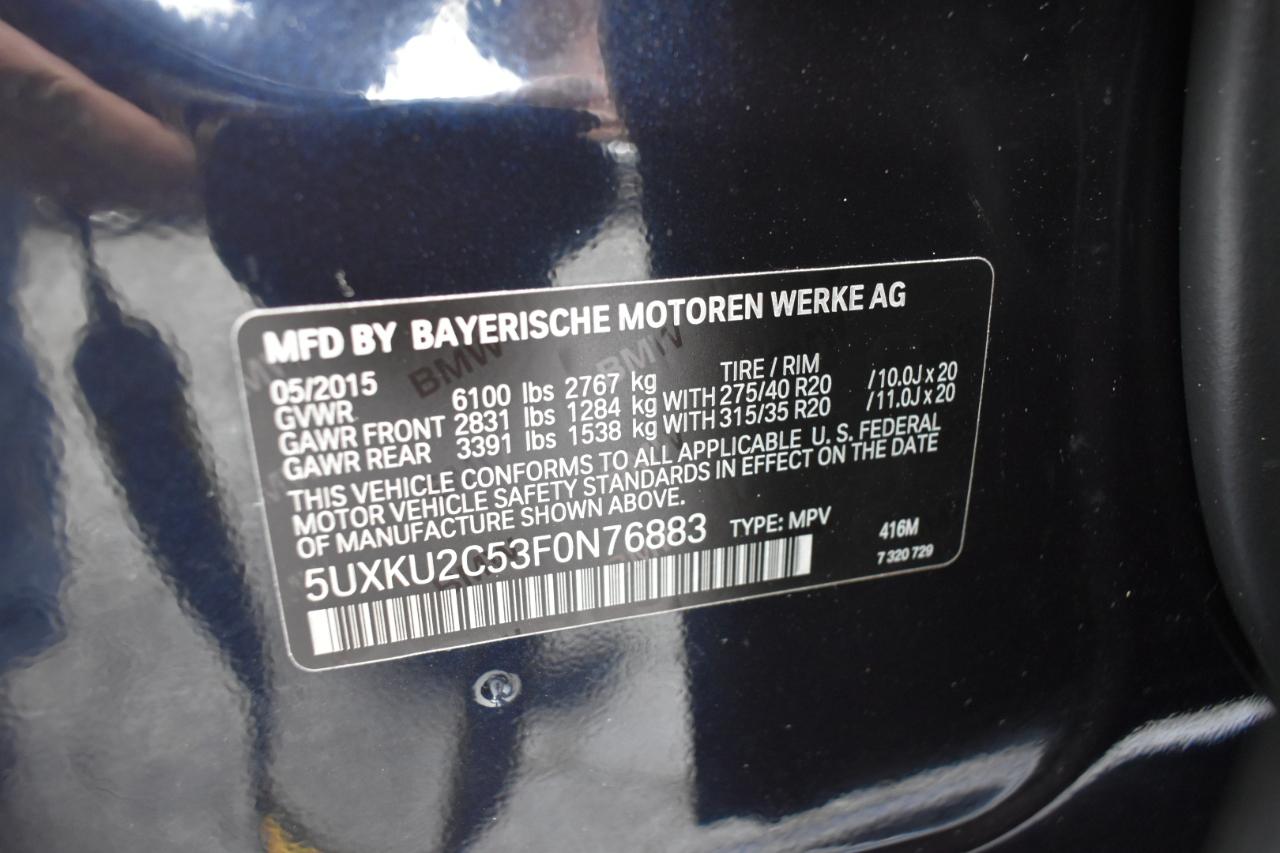 MFD BY BAYERISCHE MOTOREN WERKE AG
05/2015 TIRE / RIM
GVWR 6100 lbs 2767 kg
GAWR FRONT 2831 lbs 1284 kg WITH 275/40 R20 /10.0J x 20
GAWR REAR 3391 lbs 1538 kg WITH 315/35 R20 /11.0J x 20
THIS VEHICLE CONFORMS TO ALL APPLICABLE U. S. FEDERAL
MOTOR VEHICLE SAFETY STANDARDS IN EFFECT ON THE DATE
OF MANUFACTURE SHOWN ABOVE.
5UXKU2C53F0N76883 TYPE: MPV 416M
7 320 729
BMW
BMW